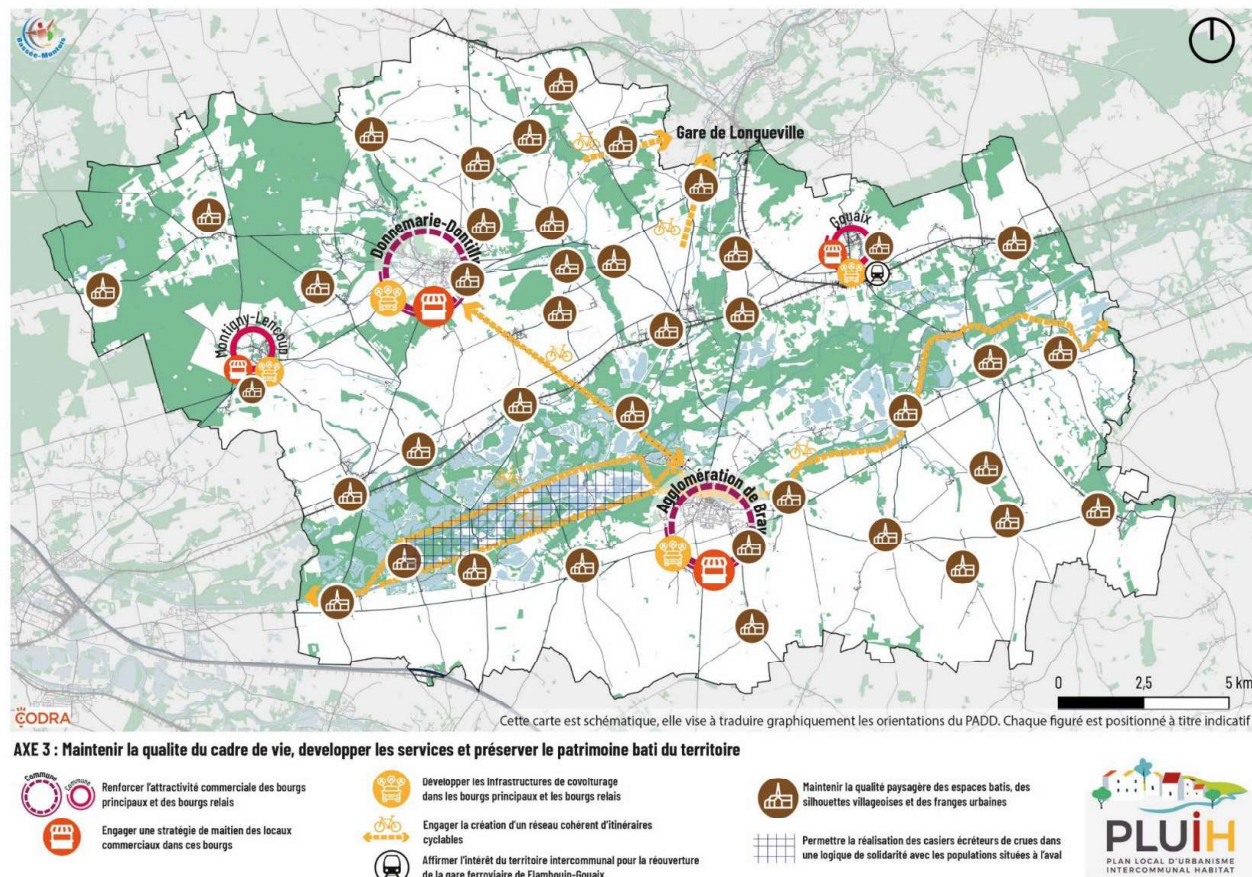 Bassée-Montois
Gare de Longueville
Gouaix
Donnemarie-Dontilly
Montigny-Lencoup
Agglomération de Bray
0 2,5 5 km
CODRA
Cette carte est schématique, elle vise à traduire graphiquement les orientations du PADD. Chaque figuré est positionné à titre indicatif
AXE 3 : Maintenir la qualite du cadre de vie, developper les services et préserver le patrimoine bati du territoire
Commune
Commune
Renforcer l'attractivité commerciale des bourgs
principaux et des bourgs relais
Engager une stratégie de maitien des locaux
commerciaux dans ces bourgs
Développer les infrastructures de covoiturage
dans les bourgs principaux et les bourgs relais
Engager la création d'un réseau cohérent d'itinéraires
cyclables
Affirmer l'intérêt du territoire intercommunal pour la réouverture
de la gare ferroviaire de Flambouin-Gouaix
Maintenir la qualité paysagère des espaces batis, des
silhouettes villageoises et des franges urbaines
Permettre la réalisation des casiers écréteurs de crues dans
une logique de solidarité avec les populations situées à l'aval
PLUiH
PLAN LOCAL D'URBANISME
INTERCOMMUNAL HABITAT